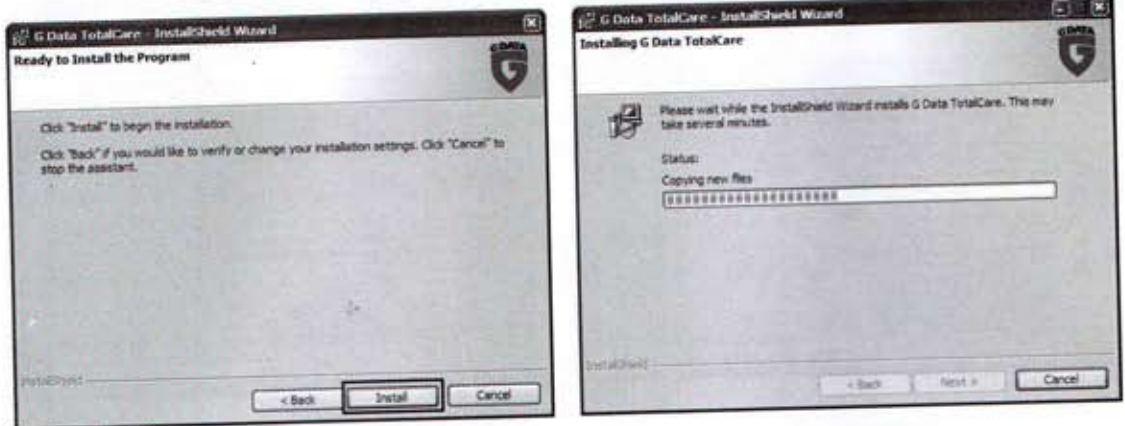 G Data TotalCare - InstallShield Wizard
Ready to Install the Program
G DATA
Click "Install" to begin the installation.
Click "Back" if you would like to verify or change your installation settings. Click "Cancel" to
stop the assistant.
InstallShield
< Back
Install
Cancel
G Data TotalCare - InstallShield Wizard
Installing G Data TotalCare
G DATA
Please wait while the InstallShield Wizard installs G Data TotalCare. This may
take several minutes.
Status:
Copying new files
InstallShield
< Back
Next >
Cancel